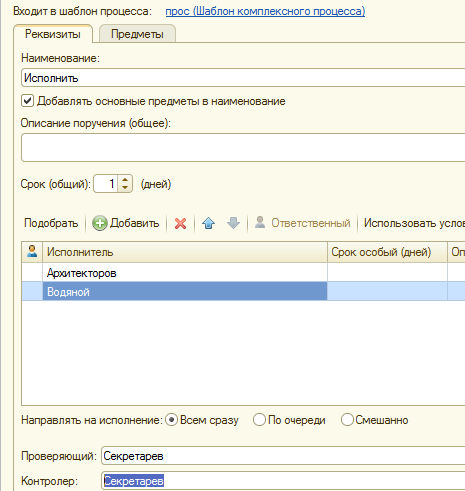 Входит в шаблон процесса: прос (Шаблон комплексного процесса)
Реквизиты Предметы
Наименование:
Исполнить
Добавлять основные предметы в наименование
Описание поручения (общее):
Срок (общий): 1 (дней)
Подобрать Добавить Ответственный Использовать усло
Исполнитель Срок особый (дней) Оп
Архитекторов
Водяной
Направлять на исполнение: Всем сразу По очереди Смешанно
Проверяющий: Секретарев
Контролер: Секретарев